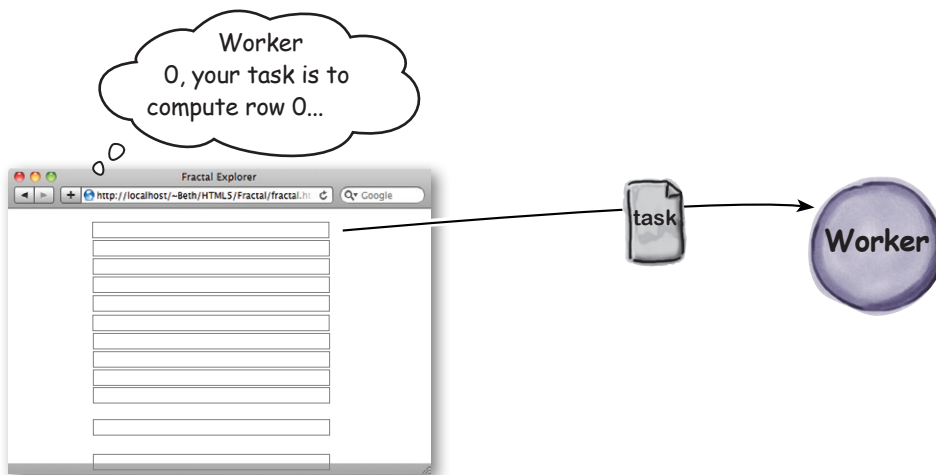 Worker
0, your task is to
compute row 0...
Fractal Explorer
http://localhost/~Beth/HTML5/Fractal/fractal.ht
Google
task
Worker